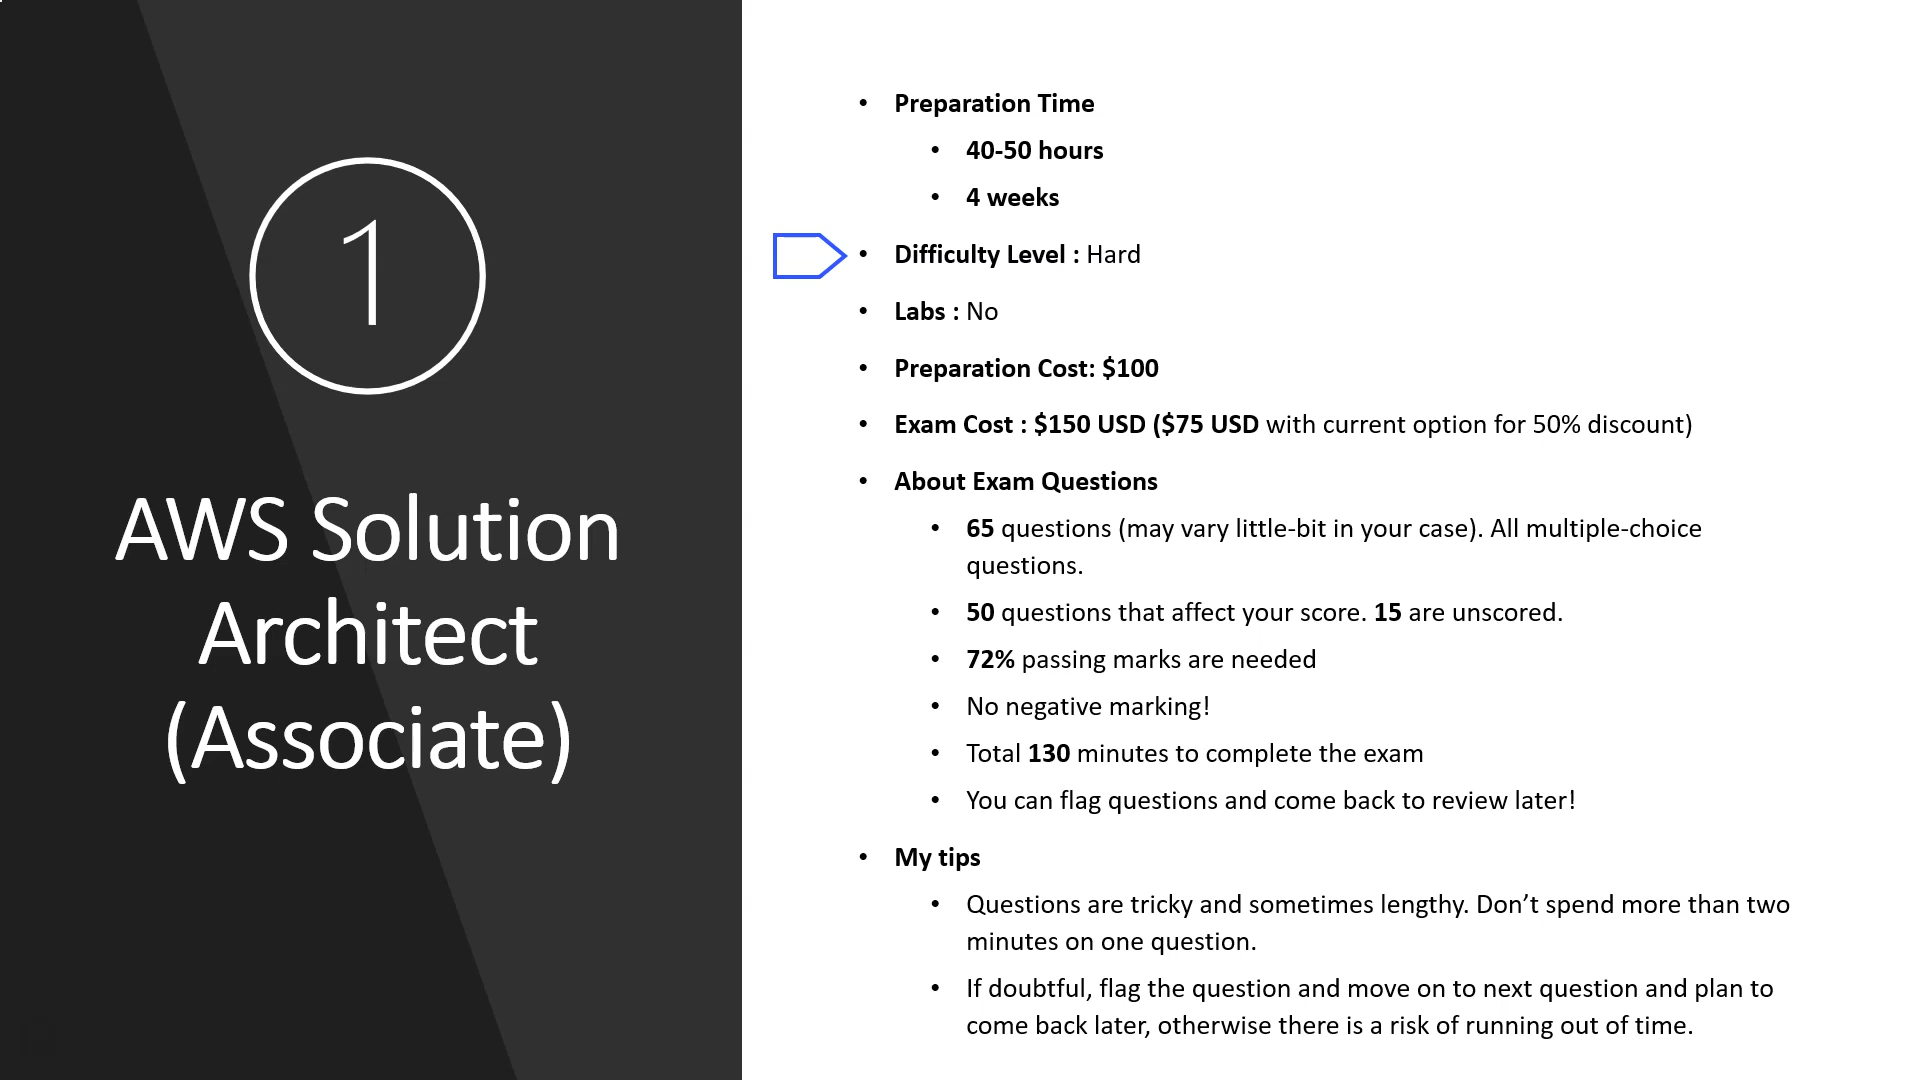 1
AWS Solution
Architect
(Associate)
• Preparation Time
• 40-50 hours
• 4 weeks
• Difficulty Level : Hard
• Labs : No
• Preparation Cost: $100
• Exam Cost : $150 USD ($75 USD with current option for 50% discount)
• About Exam Questions
• 65 questions (may vary little-bit in your case). All multiple-choice
questions.
• 50 questions that affect your score. 15 are unscored.
• 72% passing marks are needed
• No negative marking!
• Total 130 minutes to complete the exam
• You can flag questions and come back to review later!
• My tips
• Questions are tricky and sometimes lengthy. Don’t spend more than two
minutes on one question.
• If doubtful, flag the question and move on to next question and plan to
come back later, otherwise there is a risk of running out of time.